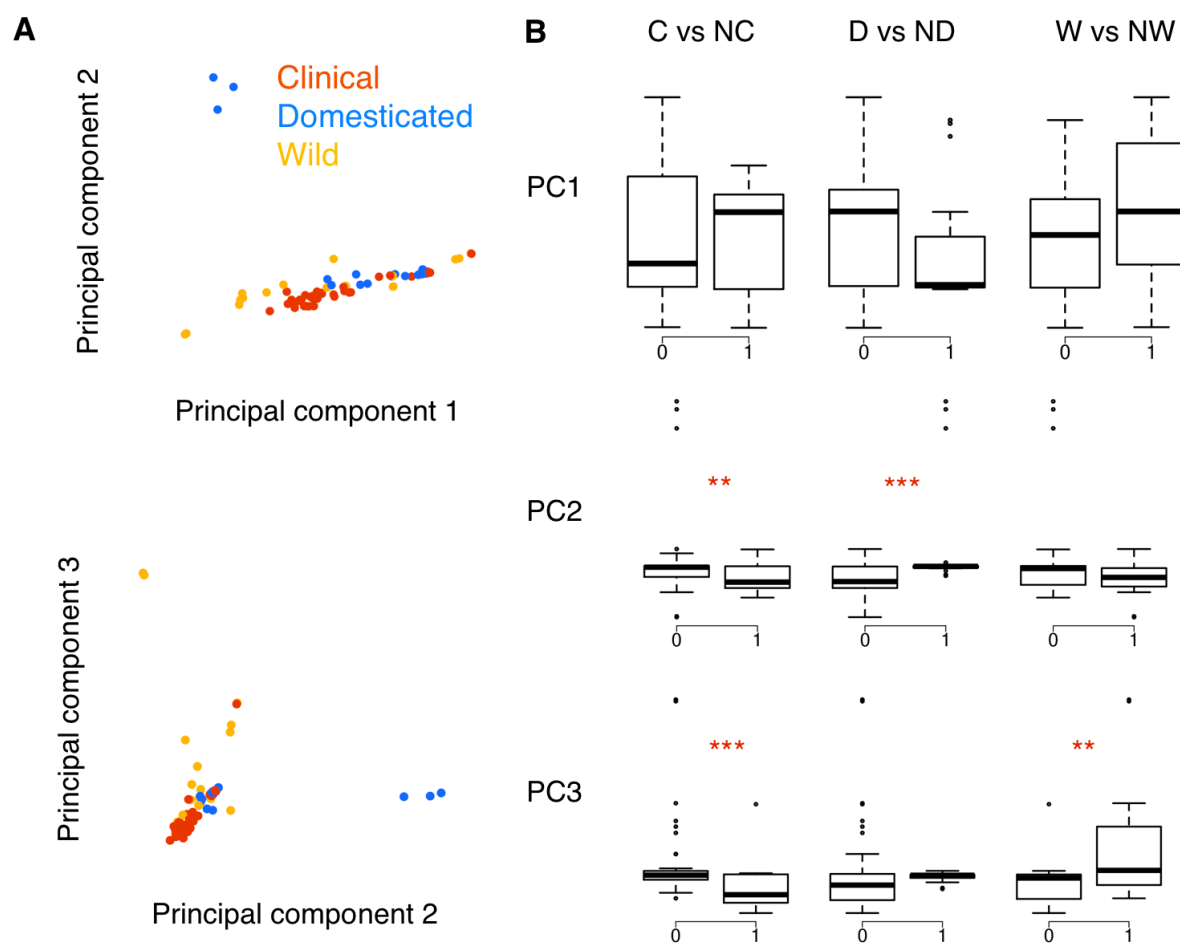 A
Principal component 2
Clinical
Domesticated
Wild
Principal component 1
Principal component 3
Principal component 2
B
C vs NC
D vs ND
W vs NW
PC1
0 1
0 1
0 1
PC2
** ***
0 1
0 1
0 1
PC3
*** **
0 1
0 1
0 1